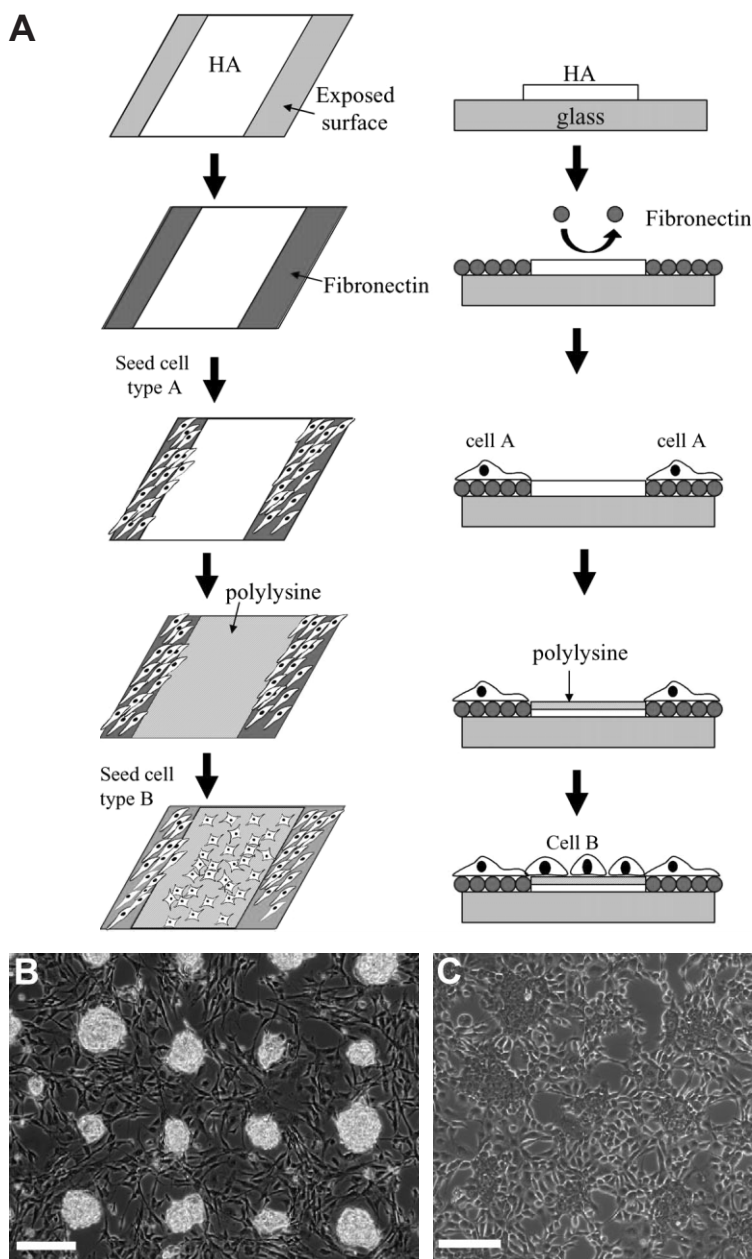 A
HA
Exposed
surface
HA
glass
Fibronectin
Fibronectin
Seed cell
type A
cell A
cell A
polylysine
polylysine
Seed cell
type B
Cell B
B
C